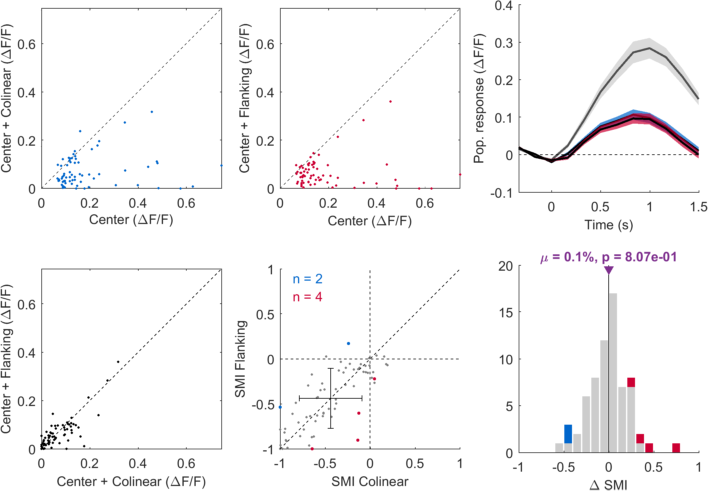 Center + Colinear (ΔF/F)
0.6
0.4
0.2
0
0 0.2 0.4 0.6
Center (ΔF/F)
Center + Flanking (ΔF/F)
0.6
0.4
0.2
0
0 0.2 0.4 0.6
Center (ΔF/F)
Pop. response (ΔF/F)
0.4
0.3
0.2
0.1
0
-0.1
0 0.5 1 1.5
Time (s)
Center + Flanking (ΔF/F)
0.6
0.4
0.2
0
0 0.2 0.4 0.6
Center + Colinear (ΔF/F)
SMI Flanking
1
0.5
0
-0.5
-1
n = 2
n = 4
-1 -0.5 0 0.5 1
SMI Colinear
μ = 0.1%, p = 8.07e-01
20
15
10
5
0
-1 -0.5 0 0.5 1
Δ SMI